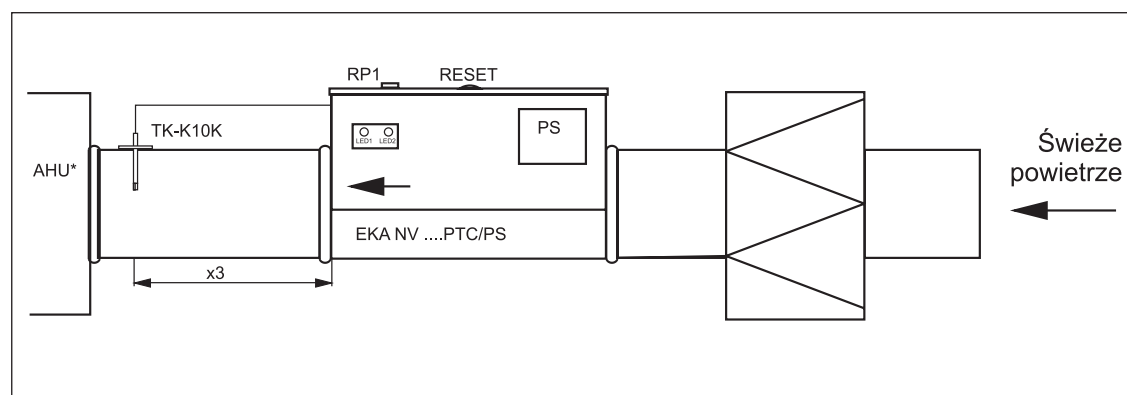 RP1 RESET
TK-K10K
LED1 LED2
PS
AHU*
Świeże
powietrze
EKA NV ....PTC/PS
x3